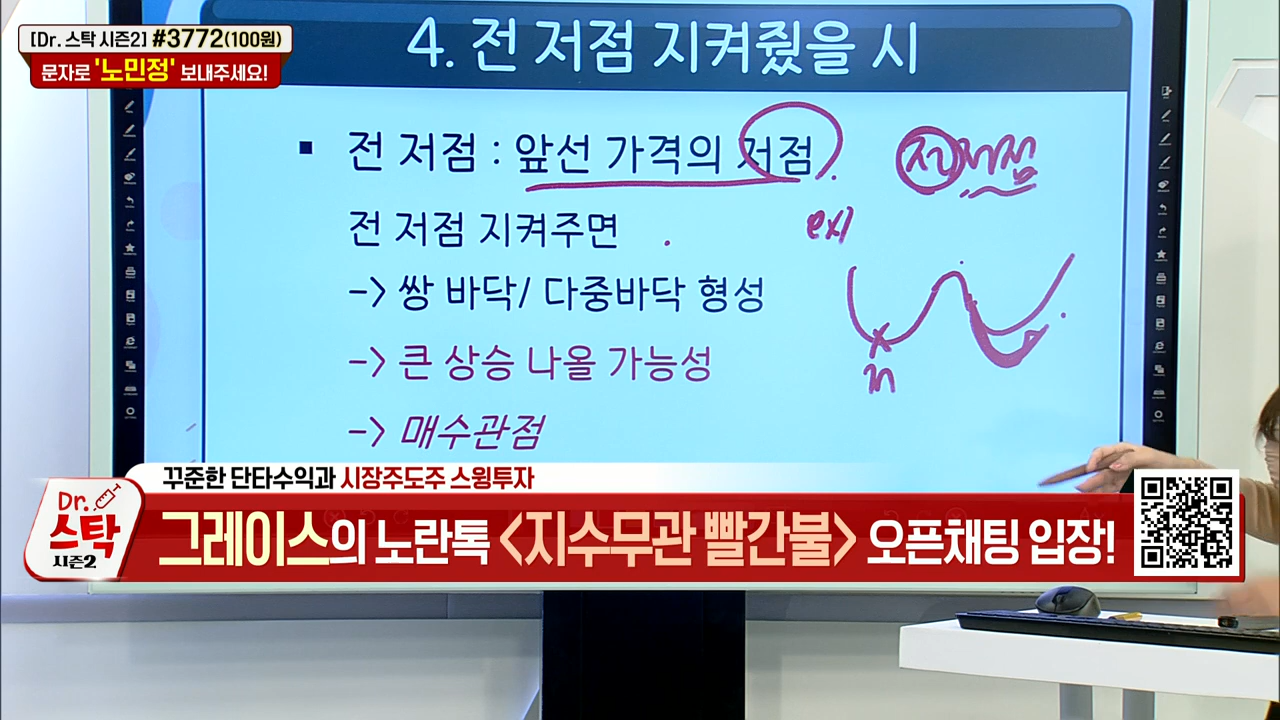 [Dr. 스탁 시즌2] #3772(100원)
문자로 '노민정' 보내주세요!
4. 전 저점 지켜줬을 시
▪ 전 저점 : 앞선 가격의 저점
전저점
전 저점 지켜주면
ex)
-> 쌍 바닥/ 다중바닥 형성
-> 큰 상승 나올 가능성
-> 매수관점
꾸준한 단타수익과 시장주도주 스윙투자
Dr.
스탁
시즌2
그레이스의 노란톡 <지수무관 빨간불> 오픈채팅 입장!